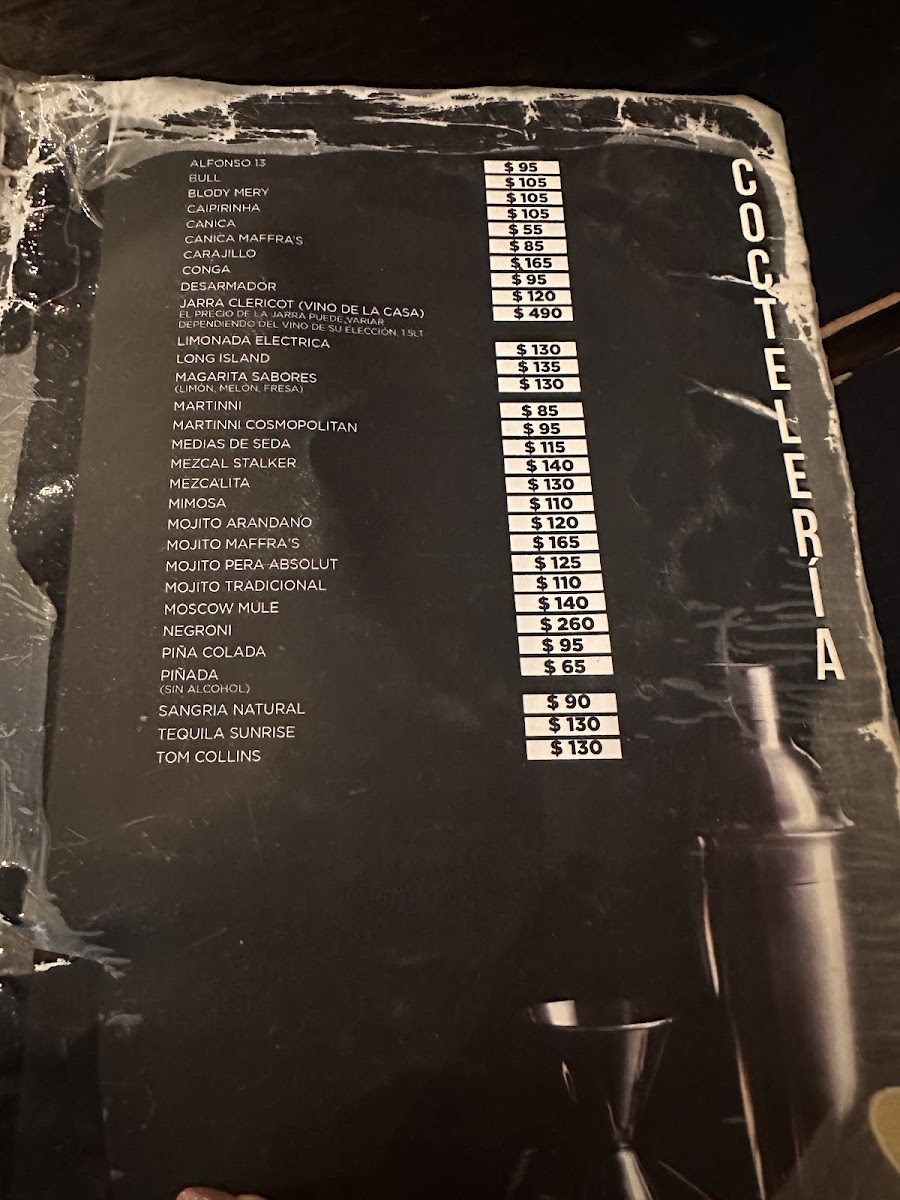 COCTELERÍA
ALFONSO 13 $ 95
BULL $ 105
BLODY MERY $ 105
CAIPIRINHA $ 105
CANICA $ 55
CANICA MAFFRA'S $ 85
CARAJILLO $ 165
CONGA $ 95
DESARMADOR $ 120
JARRA CLERICOT (VINO DE LA CASA) $ 490
EL PRECIO DE LA JARRA PUEDE VARIAR
DEPENDIENDO DEL VINO DE SU ELECCIÓN, 1.5LT
LIMONADA ELECTRICA $ 130
LONG ISLAND $ 135
MAGARITA SABORES $ 130
(LIMÓN, MELÓN, FRESA)
MARTINNI $ 85
MARTINNI COSMOPOLITAN $ 95
MEDIAS DE SEDA $ 115
MEZCAL STALKER $ 140
MEZCALITA $ 130
MIMOSA $ 110
MOJITO ARANDANO $ 120
MOJITO MAFFRA'S $ 165
MOJITO PERA ABSOLUT $ 125
MOJITO TRADICIONAL $ 110
MOSCOW MULE $ 140
NEGRONI $ 260
PIÑA COLADA $ 95
PIÑADA $ 65
(SIN ALCOHOL)
SANGRIA NATURAL $ 90
TEQUILA SUNRISE $ 130
TOM COLLINS $ 130